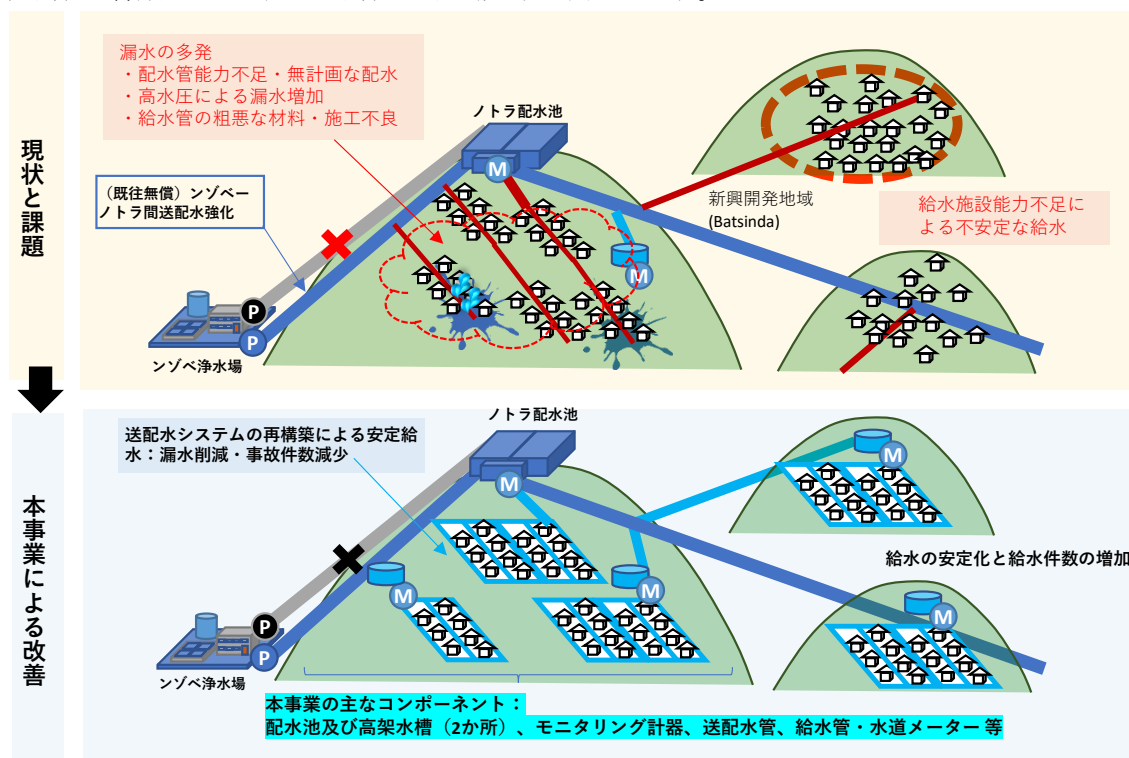 現状と課題
漏水の多発
・配水管能力不足・無計画な配水
・高水圧による漏水増加
・給水管の粗悪な材料・施工不良
ノトラ配水池
M
（既往無償）ンゾベー
ノトラ間送配水強化
新興開発地域
(Batsinda)
給水施設能力不足に
よる不安定な給水
M
P
P
ンゾベ浄水場
本事業による改善
ノトラ配水池
送配水システムの再構築による安定給
水：漏水削減・事故件数減少
M
M
給水の安定化と給水件数の増加
M
M
M
P
P
ンゾベ浄水場
本事業の主なコンポーネント：
配水池及び高架水槽（2か所）、モニタリング計器、送配水管、給水管・水道メーター 等